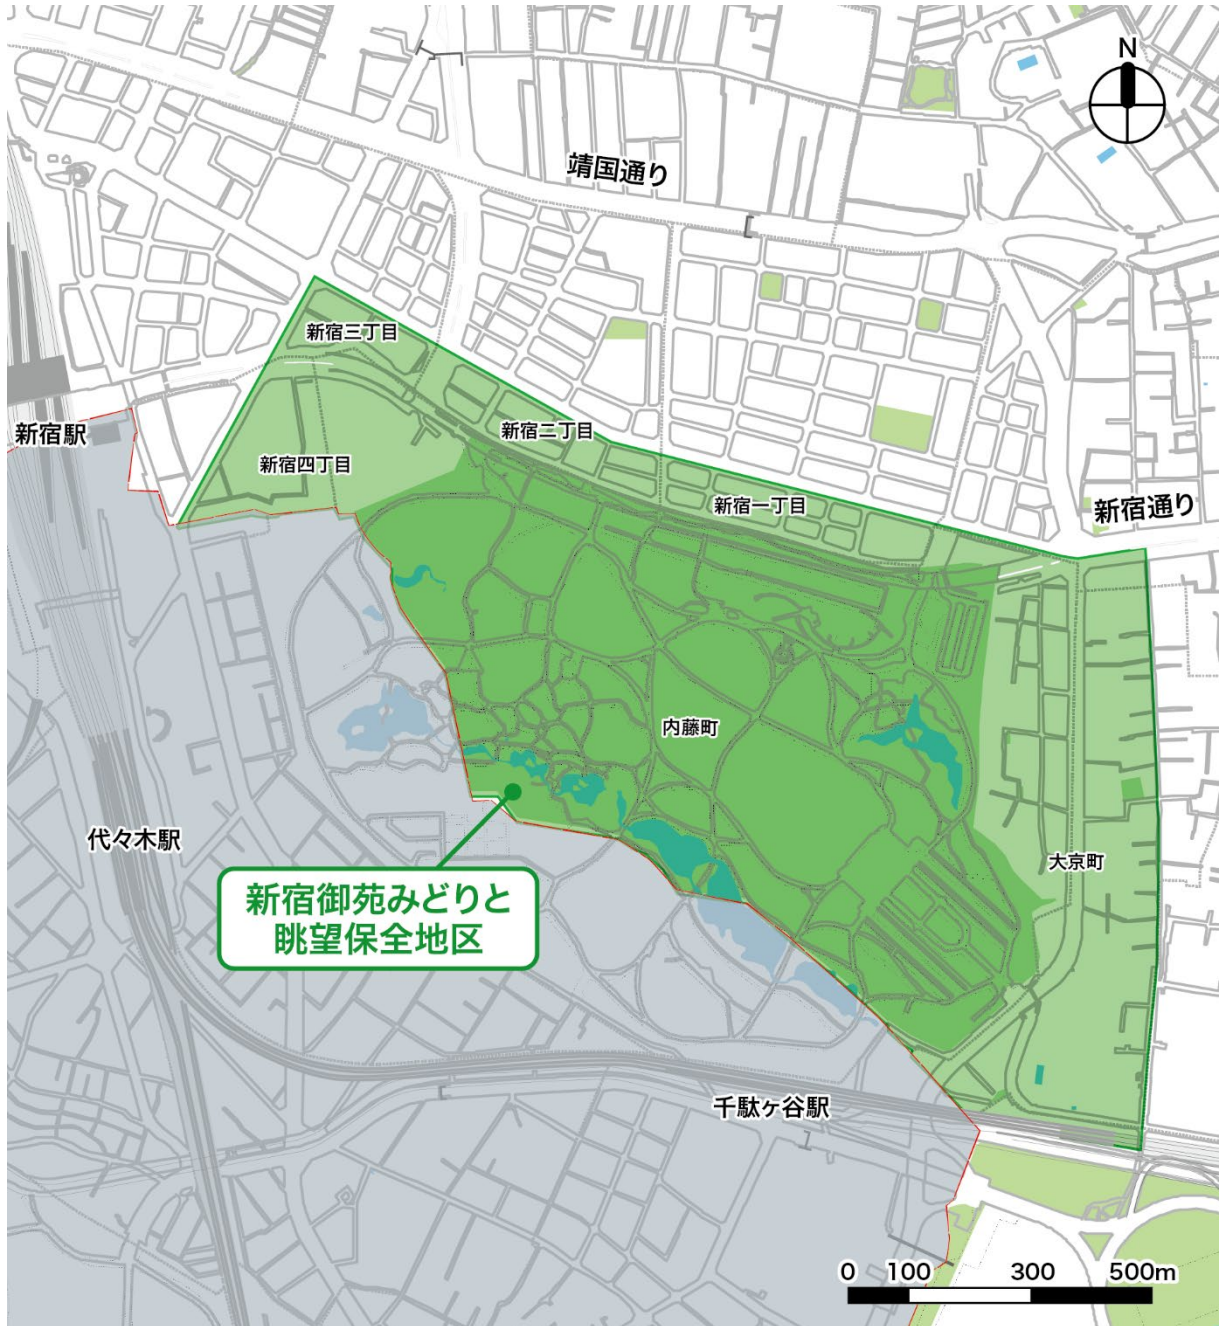 N
靖国通り
新宿三丁目
新宿駅
新宿二丁目
新宿四丁目
新宿一丁目
新宿通り
内藤町
代々木駅
大京町
新宿御苑みどりと
眺望保全地区
千駄ヶ谷駅
0 100 300 500m